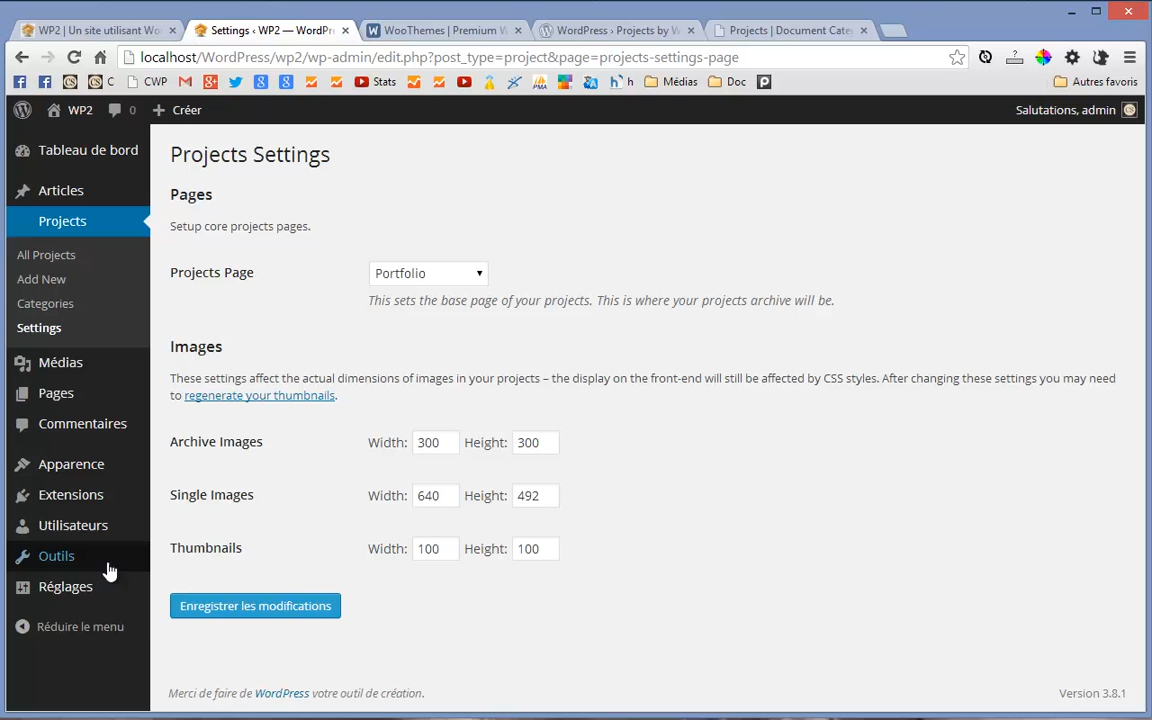 WP2 | Un site utilisant Wo
Settings ‹ WP2 — WordPr
WooThemes | Premium W
WordPress › Projects by W
Projects | Document Cate
localhost/WordPress/wp2/wp-admin/edit.php?post_type=project&page=projects-settings-page
C
CWP
Stats
h
Médias
Doc
Autres favoris
WP2
0
Créer
Salutations, admin
Tableau de bord
Articles
Projects
All Projects
Add New
Categories
Settings
Médias
Pages
Commentaires
Apparence
Extensions
Utilisateurs
Outils
Réglages
Réduire le menu
Projects Settings
Pages
Setup core projects pages.
Projects Page
Portfolio
This sets the base page of your projects. This is where your projects archive will be.
Images
These settings affect the actual dimensions of images in your projects – the display on the front-end will still be affected by CSS styles. After changing these settings you may need
to regenerate your thumbnails.
Archive Images Width: 300 Height: 300
Single Images Width: 640 Height: 492
Thumbnails Width: 100 Height: 100
Enregistrer les modifications
Merci de faire de WordPress votre outil de création.
Version 3.8.1